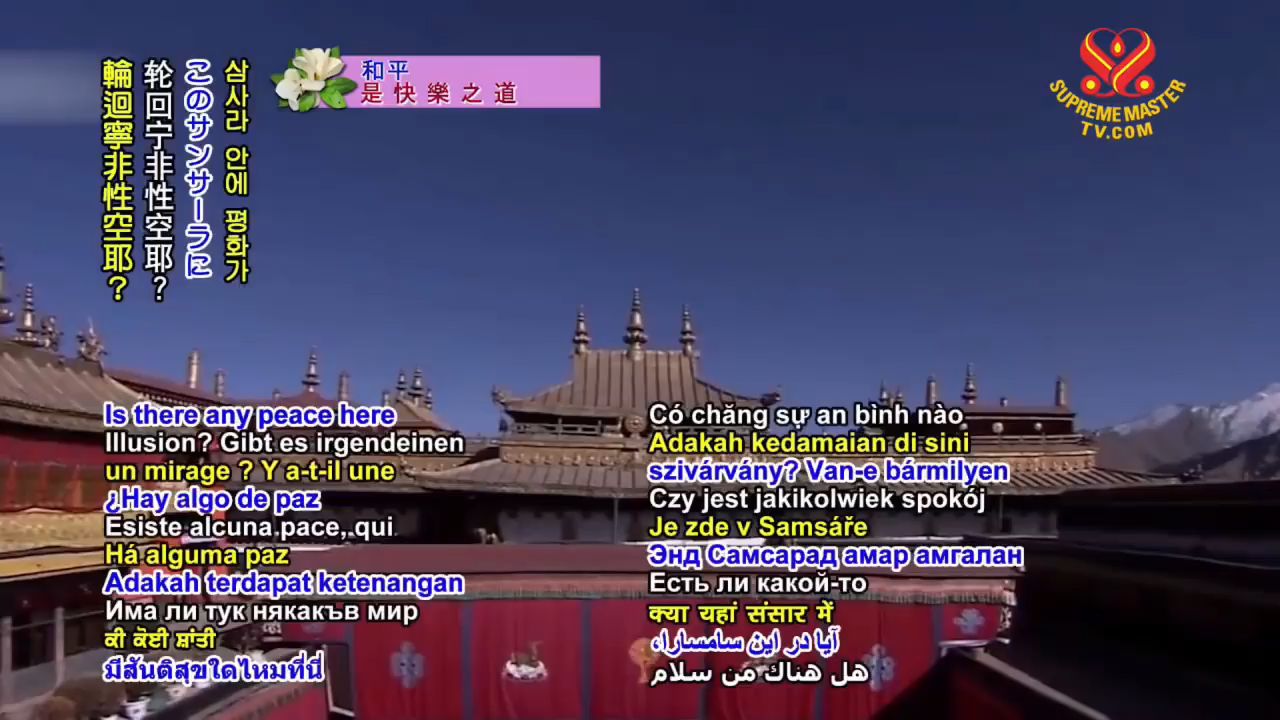 輪迴寧非性空耶？
轮回宁非性空耶？
このサンサーラに
삼사라 안에 평화가
和平
是快樂之道
SUPREME MASTER
TV.COM
Is there any peace here
Illusion? Gibt es irgendeinen
un mirage ? Y a-t-il une
¿Hay algo de paz
Esiste alcuna pace, qui
Há alguma paz
Adakah terdapat ketenangan
Има ли тук някакъв мир
ਕੀ ਕੋਈ ਸ਼ਾਂਤੀ
มีสันติสุขใดไหมที่นี่
Có chăng sự an bình nào
Adakah kedamaian di sini
szivárvány? Van-e bármilyen
Czy jest jakikolwiek spokój
Je zde v Samsáře
Энд Самсарад амар амгалан
Есть ли какой-то
क्या यहां संसार में
آیا در این سامسارا،
هل هناك من سلام